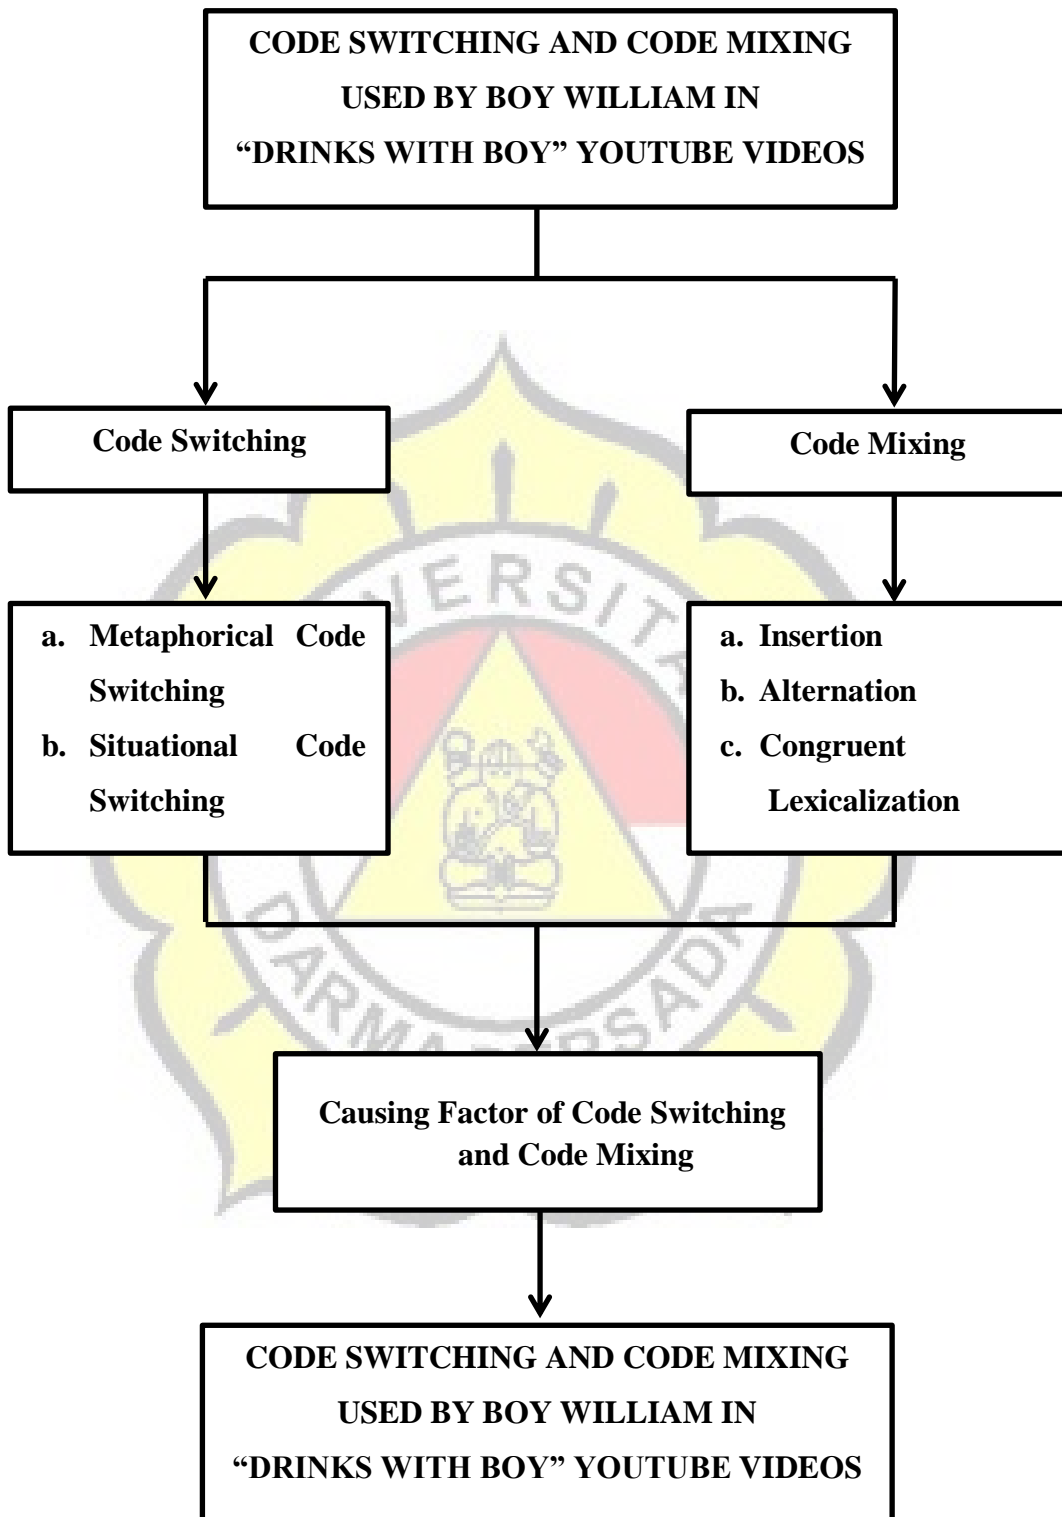 CODE SWITCHING AND CODE MIXING
USED BY BOY WILLIAM IN
“DRINKS WITH BOY” YOUTUBE VIDEOS
Code Switching
Code Mixing
a. Metaphorical Code
Switching
b. Situational Code
Switching
a. Insertion
b. Alternation
c. Congruent
Lexicalization
DARMA PERSADA
Causing Factor of Code Switching
and Code Mixing
CODE SWITCHING AND CODE MIXING
USED BY BOY WILLIAM IN
“DRINKS WITH BOY” YOUTUBE VIDEOS